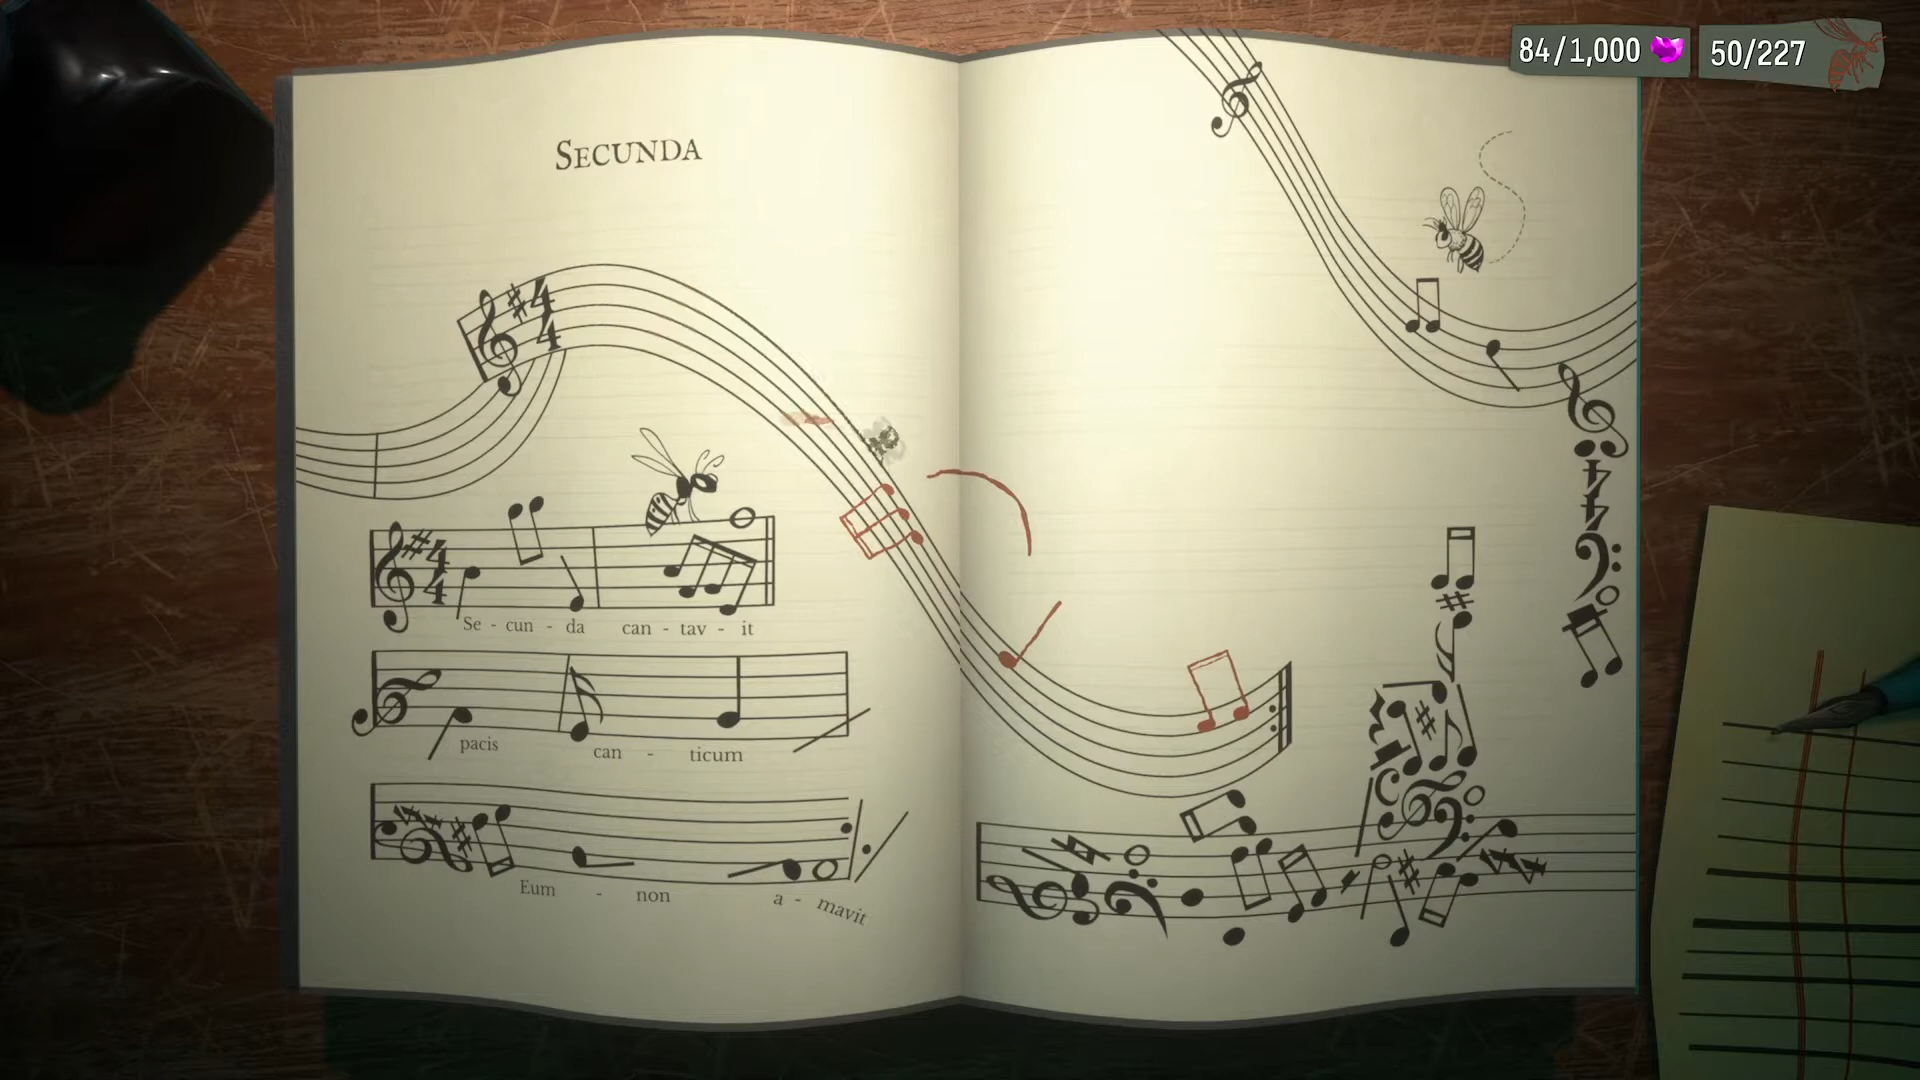 84/1,000
50/227
SECUNDA
Se - cun - da can - tav - it
pacis can - ticum
Eum - non a - mavit